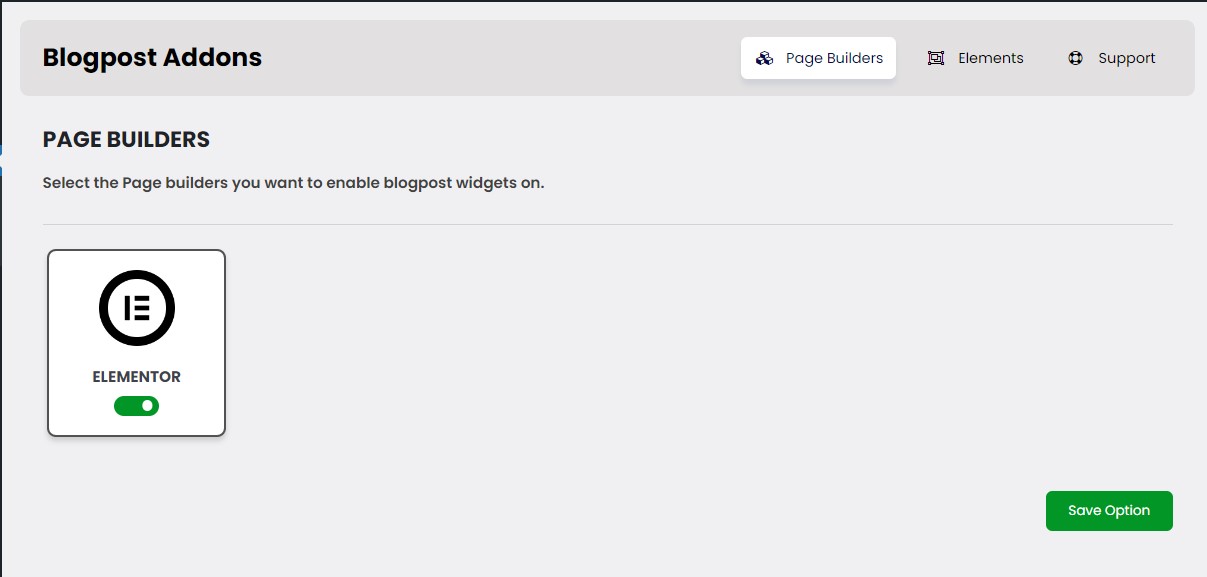 Blogpost Addons
Page Builders
Elements
Support
PAGE BUILDERS
Select the Page builders you want to enable blogpost widgets on.
ELEMENTOR
Save Option